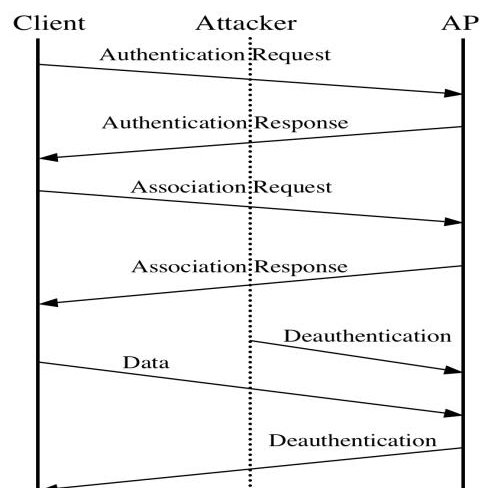 Client Attacker AP
Authentication Request
Authentication Response
Association Request
Association Response
Deauthentication
Data
Deauthentication